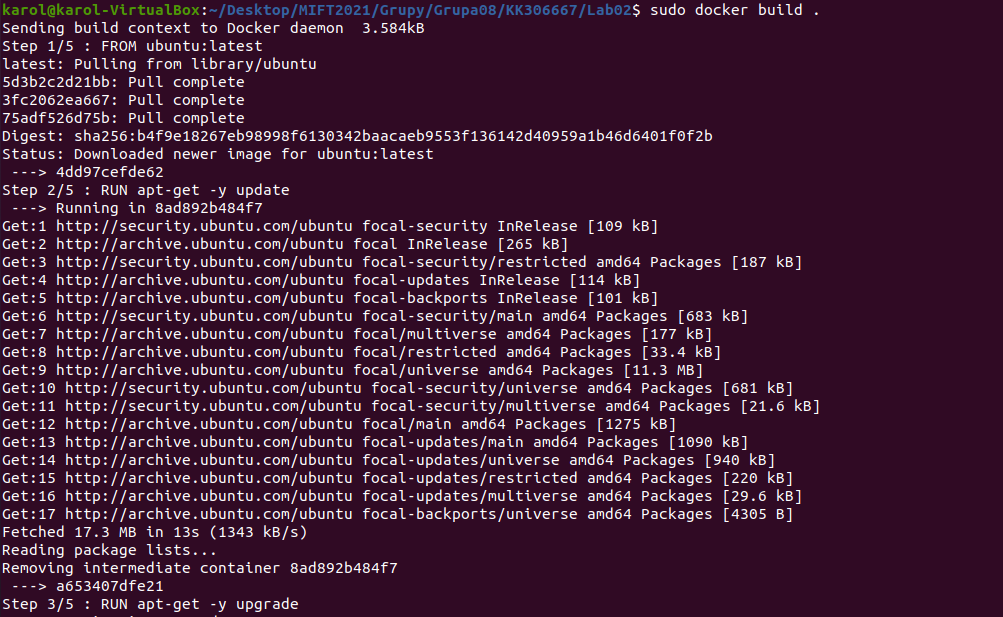 karol@karol-VirtualBox:~/Desktop/MIFT2021/Grupy/Grupa08/KK306667/Lab02$ sudo docker build .
Sending build context to Docker daemon  3.584kB
Step 1/5 : FROM ubuntu:latest
latest: Pulling from library/ubuntu
5d3b2c2d21bb: Pull complete
3fc2062ea667: Pull complete
75adf526d75b: Pull complete
Digest: sha256:b4f9e18267eb98998f6130342baacaeb9553f136142d40959a1b46d6401f0f2b
Status: Downloaded newer image for ubuntu:latest
 ---> 4dd97cefde62
Step 2/5 : RUN apt-get -y update
 ---> Running in 8ad892b484f7
Get:1 http://security.ubuntu.com/ubuntu focal-security InRelease [109 kB]
Get:2 http://archive.ubuntu.com/ubuntu focal InRelease [265 kB]
Get:3 http://security.ubuntu.com/ubuntu focal-security/restricted amd64 Packages [187 kB]
Get:4 http://archive.ubuntu.com/ubuntu focal-updates InRelease [114 kB]
Get:5 http://archive.ubuntu.com/ubuntu focal-backports InRelease [101 kB]
Get:6 http://security.ubuntu.com/ubuntu focal-security/main amd64 Packages [683 kB]
Get:7 http://archive.ubuntu.com/ubuntu focal/multiverse amd64 Packages [177 kB]
Get:8 http://archive.ubuntu.com/ubuntu focal/restricted amd64 Packages [33.4 kB]
Get:9 http://archive.ubuntu.com/ubuntu focal/universe amd64 Packages [11.3 MB]
Get:10 http://security.ubuntu.com/ubuntu focal-security/universe amd64 Packages [681 kB]
Get:11 http://security.ubuntu.com/ubuntu focal-security/multiverse amd64 Packages [21.6 kB]
Get:12 http://archive.ubuntu.com/ubuntu focal/main amd64 Packages [1275 kB]
Get:13 http://archive.ubuntu.com/ubuntu focal-updates/main amd64 Packages [1090 kB]
Get:14 http://archive.ubuntu.com/ubuntu focal-updates/universe amd64 Packages [940 kB]
Get:15 http://archive.ubuntu.com/ubuntu focal-updates/restricted amd64 Packages [220 kB]
Get:16 http://archive.ubuntu.com/ubuntu focal-updates/multiverse amd64 Packages [29.6 kB]
Get:17 http://archive.ubuntu.com/ubuntu focal-backports/universe amd64 Packages [4305 B]
Fetched 17.3 MB in 13s (1343 kB/s)
Reading package lists...
Removing intermediate container 8ad892b484f7
 ---> a653407dfe21
Step 3/5 : RUN apt-get -y upgrade